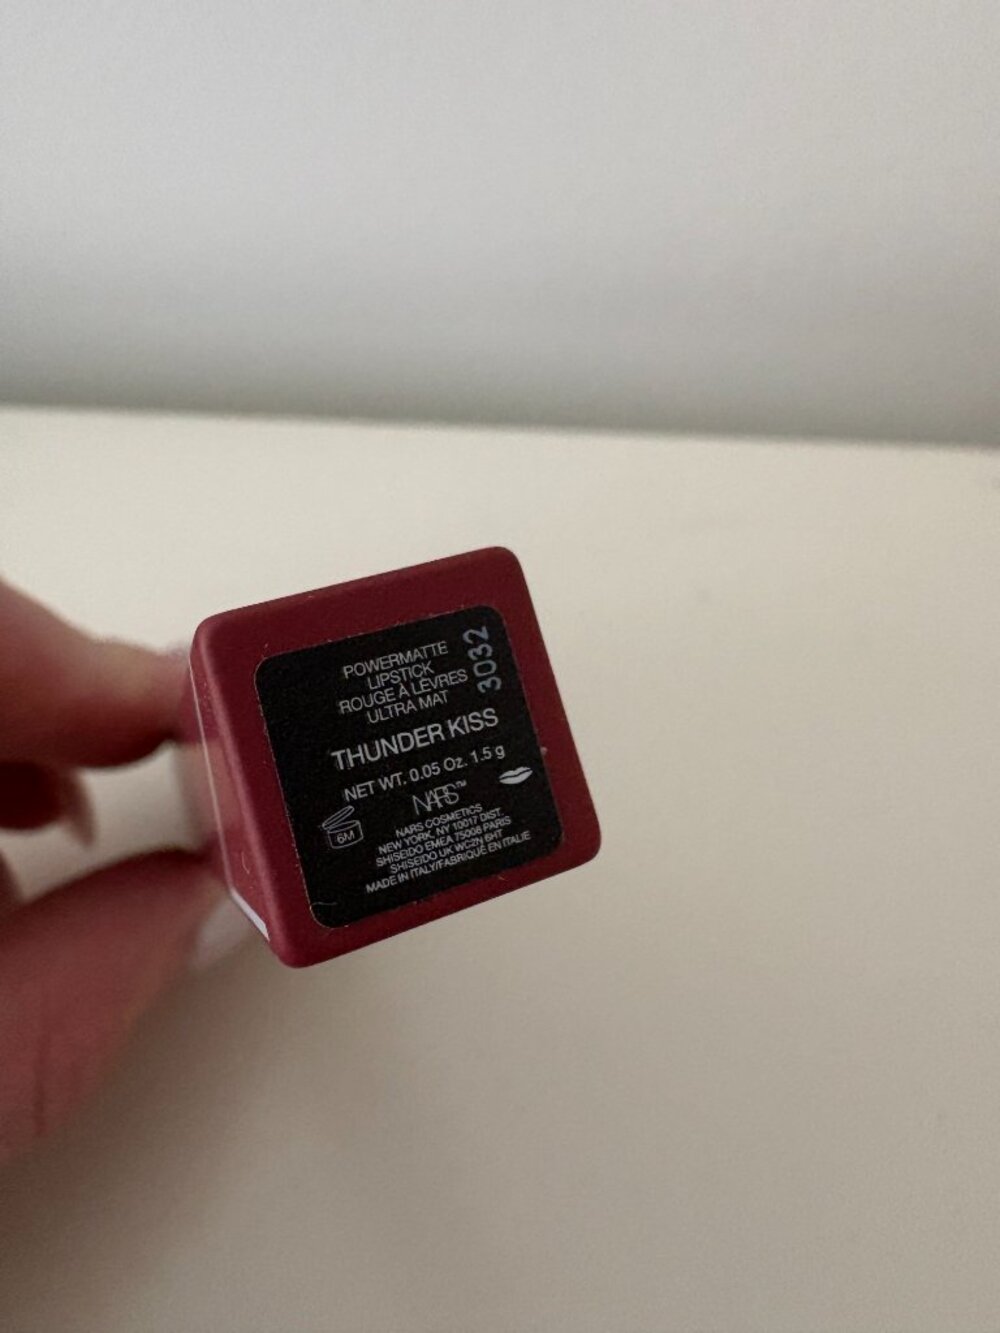 POWERMATTE
LIPSTICK
ROUGE À LÈVRES
ULTRA MAT
3032
THUNDER KISS
NET WT. 0.05 Oz. 1.5 g
NARS™
6M
NARS COSMETICS
NEW YORK, NY 10017 DIST.
SHISEIDO EMEA 75008 PARIS
SHISEIDO UK WC2N 6HT
MADE IN ITALY/FABRIQUÉ EN ITALIE